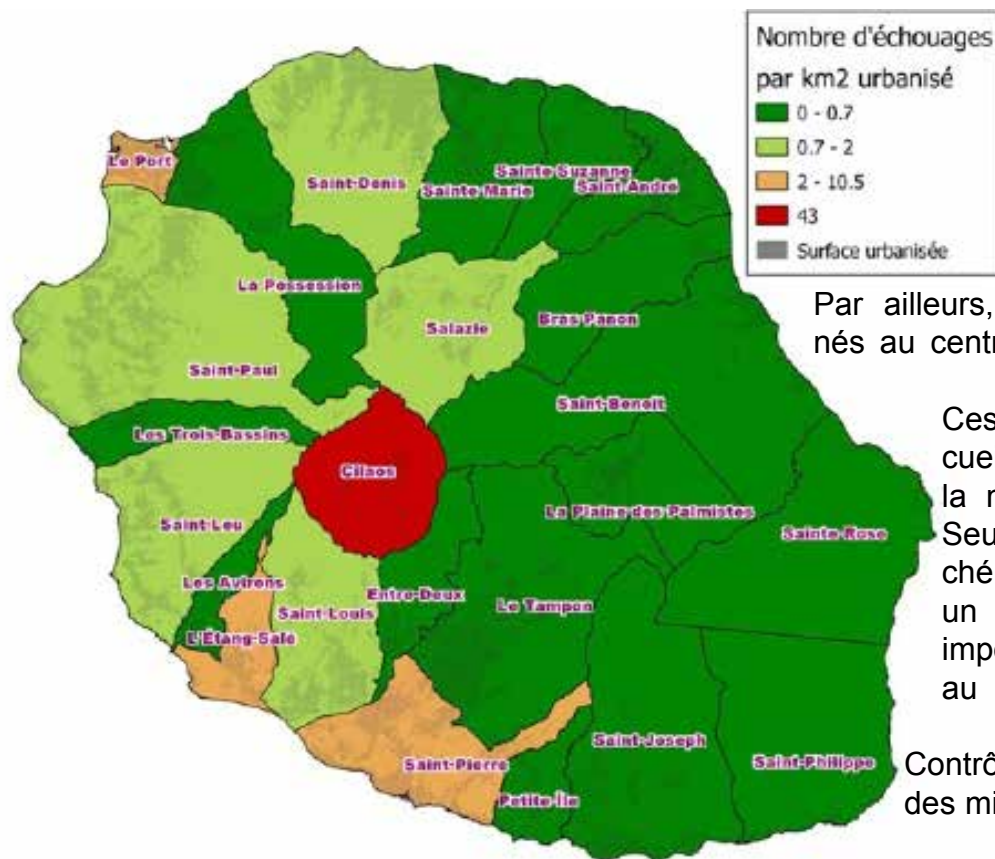 Nombre d'échouages
par km2 urbanisé
0 - 0.7
0.7 - 2
2 - 10.5
43
Surface urbanisée
Le Port
Saint-Denis
Sainte-Marie
Sainte-Suzanne
Saint-André
La Possession
Salazie
Bras Panon
Saint-Paul
Saint-Benoît
Les Trois-Bassins
Cilaos
La Plaine-des-Palmistes
Sainte-Rose
Saint-Leu
Les Avirons
Saint-Louis
Entre-Deux
Le Tampon
L'Étang-Salé
Saint-Pierre
Saint-Joseph
Saint-Philippe
Petite-Île
Par ailleurs,
nés au centr
Ces
cue
la r
Seu
ché
un
impo
au
Contrô
des mi